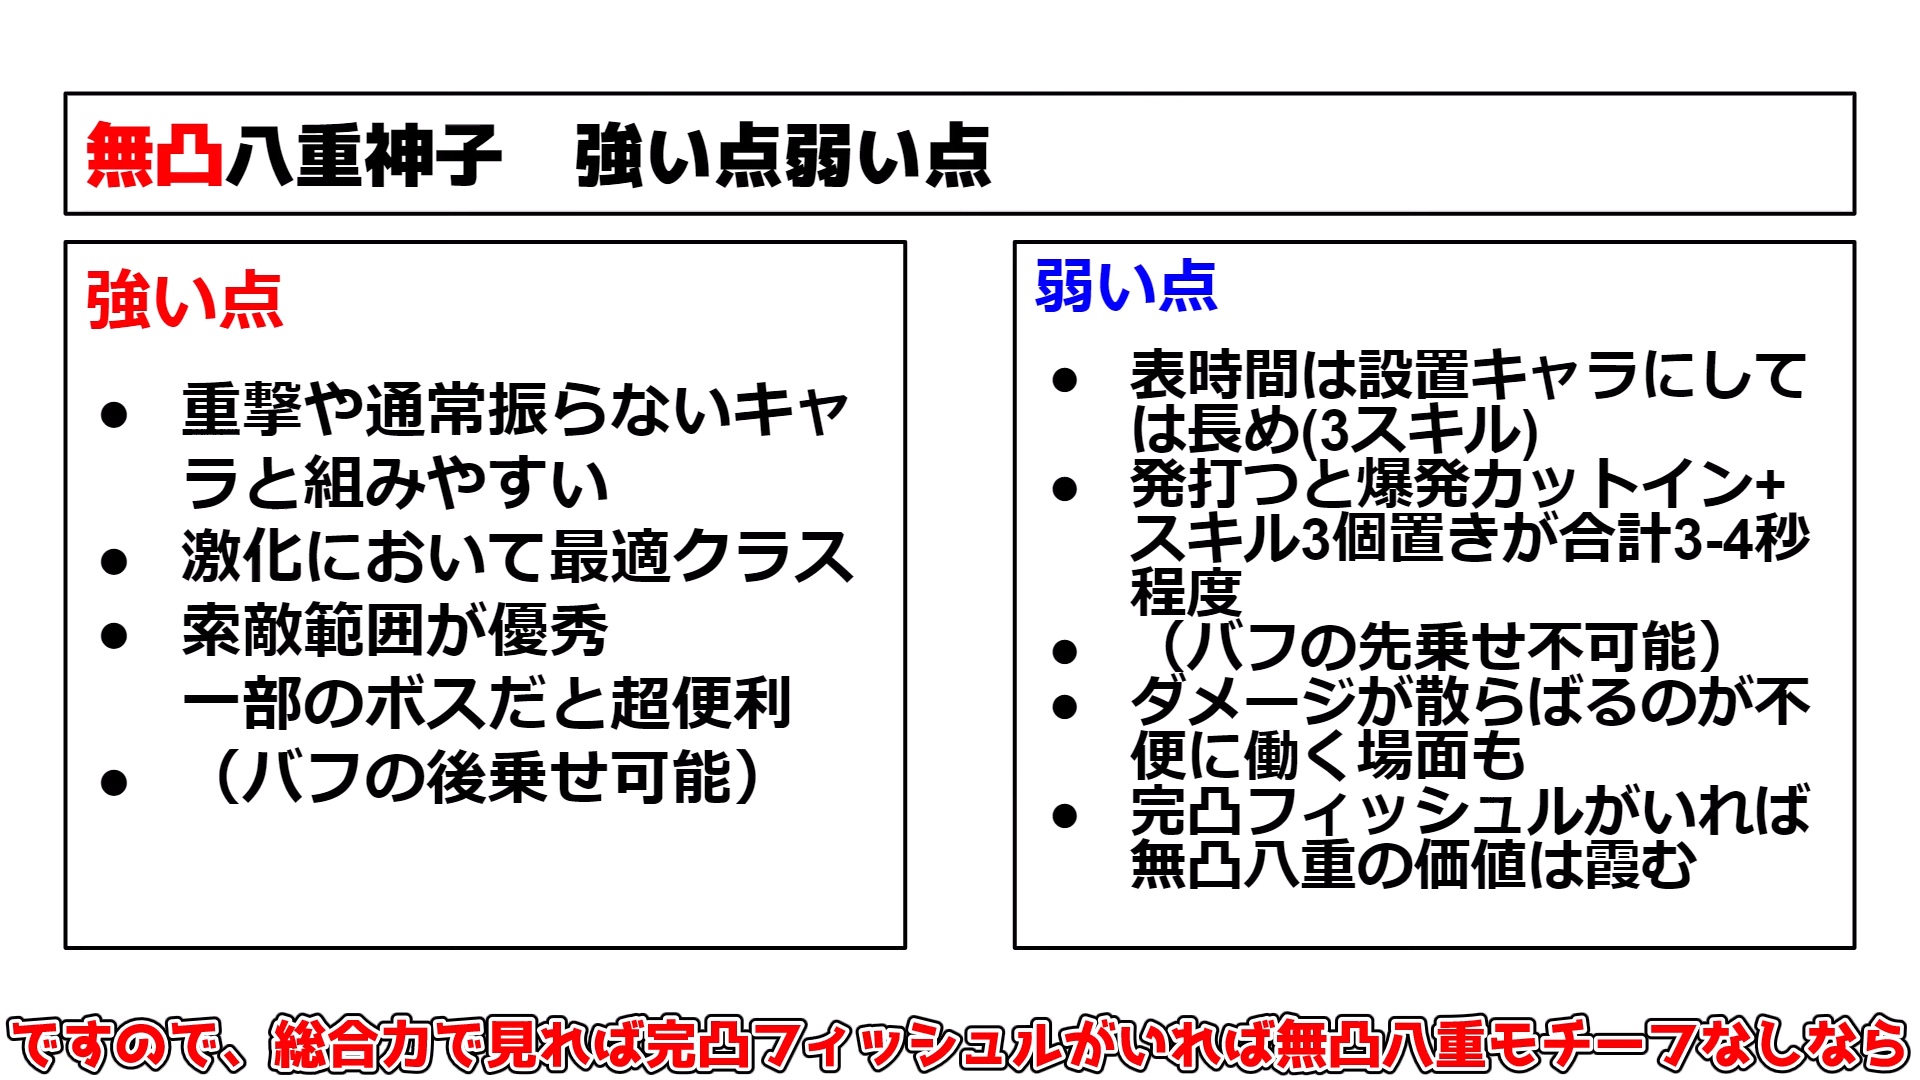 無凸八重神子　強い点弱い点
強い点
● 重撃や通常振らないキャ
ラと組みやすい
● 激化において最適クラス
● 索敵範囲が優秀
一部のボスだと超便利
● （バフの後乗せ可能）
弱い点
● 表時間は設置キャラにして
は長め(3スキル)
● 発打つと爆発カットイン+
スキル3個置きが合計3-4秒
程度
● （バフの先乗せ不可能）
● ダメージが散らばるのが不
便に働く場面も
● 完凸フィッシュルがいれば
無凸八重の価値は霞む
ですので、総合力で見れば完凸フィッシュルがいれば無凸八重モチーフなしなら